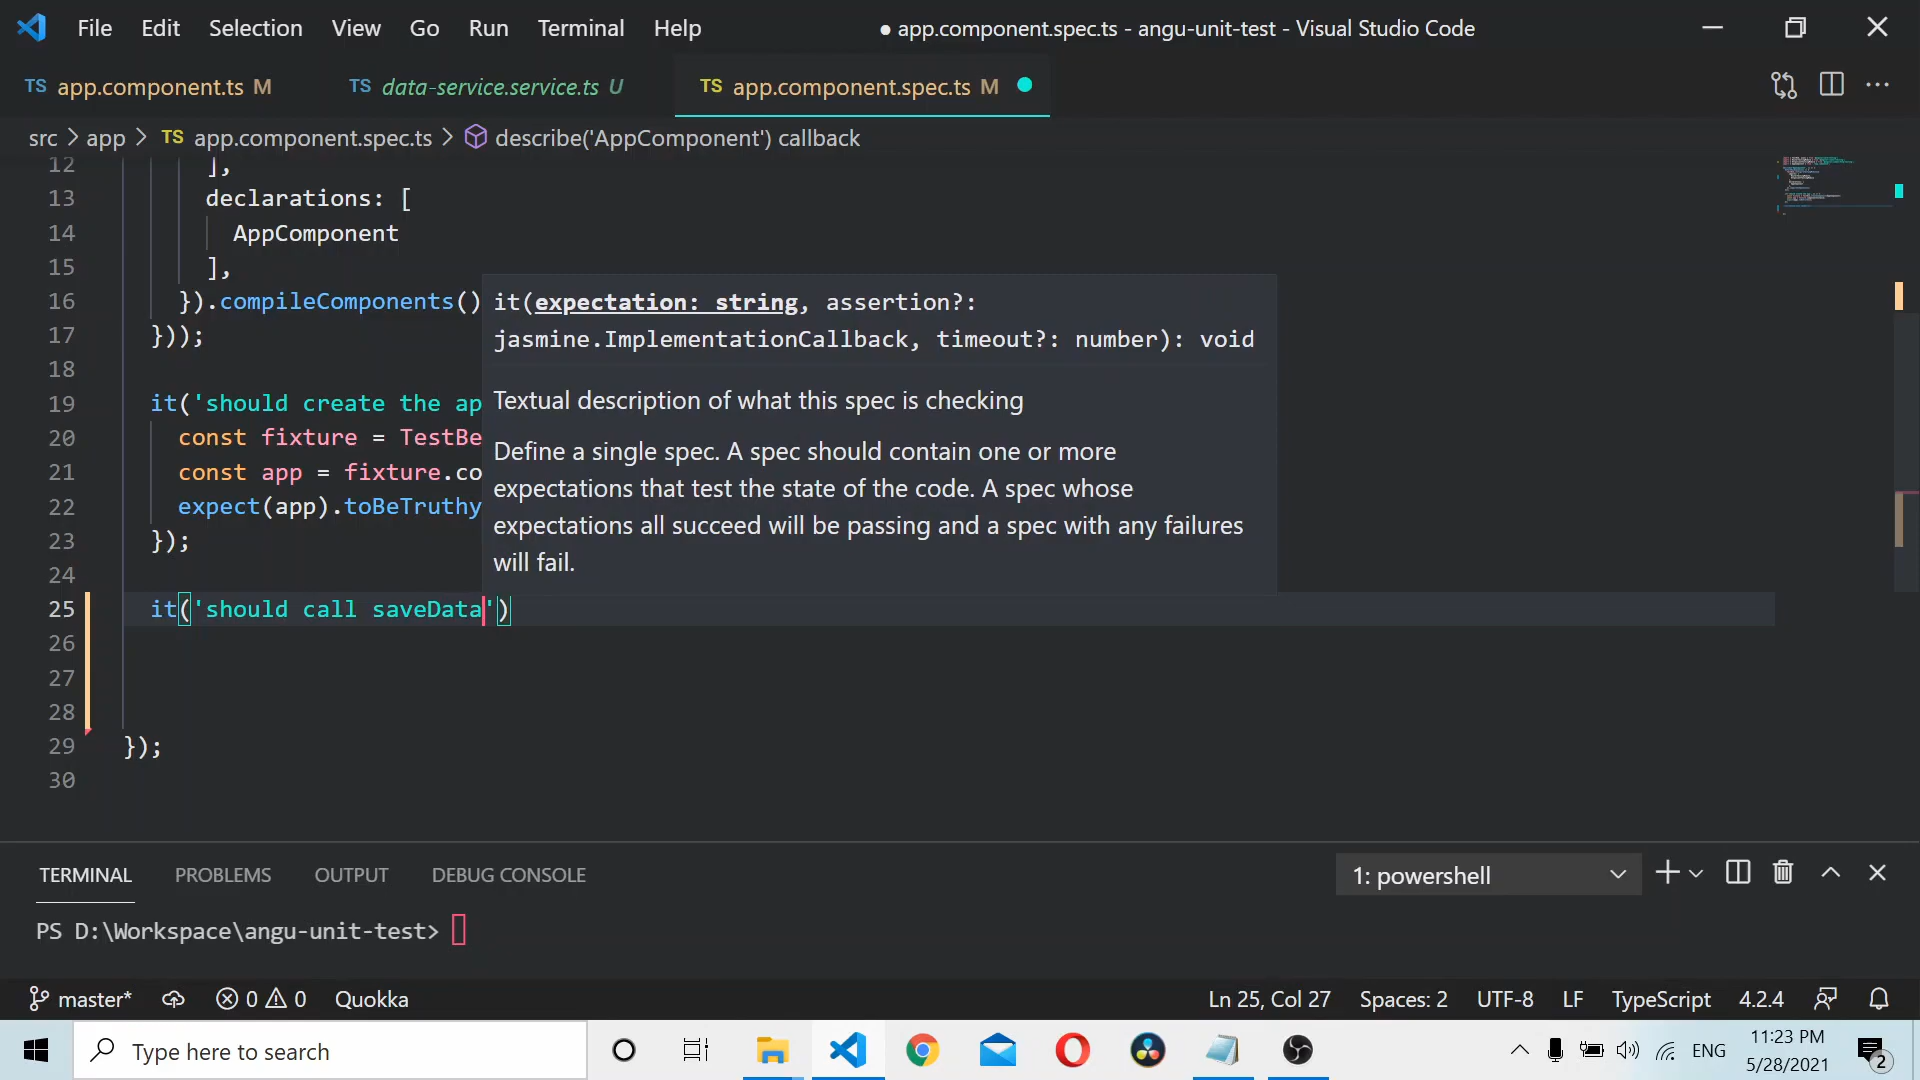 File Edit Selection View Go Run Terminal Help ● app.component.spec.ts - angu-unit-test - Visual Studio Code
TS app.component.ts M TS data-service.service.ts U TS app.component.spec.ts M
src > app > TS app.component.spec.ts > describe('AppComponent') callback
12 ],
13 declarations: [
14 AppComponent
15 ],
16 }).compileComponents()
17 }));
18
19 it('should create the ap
20 const fixture = TestBe
21 const app = fixture.co
22 expect(app).toBeTruthy
23 });
24
25 it('should call saveData')
26
27
28
29 });
30
it(expectation: string, assertion?:
jasmine.ImplementationCallback, timeout?: number): void
Textual description of what this spec is checking
Define a single spec. A spec should contain one or more
expectations that test the state of the code. A spec whose
expectations all succeed will be passing and a spec with any failures
will fail.
TERMINAL PROBLEMS OUTPUT DEBUG CONSOLE 1: powershell
PS D:\Workspace\angu-unit-test>
master* 0 0 Quokka Ln 25, Col 27 Spaces: 2 UTF-8 LF TypeScript 4.2.4
Type here to search ENG 11:23 PM
5/28/2021 2